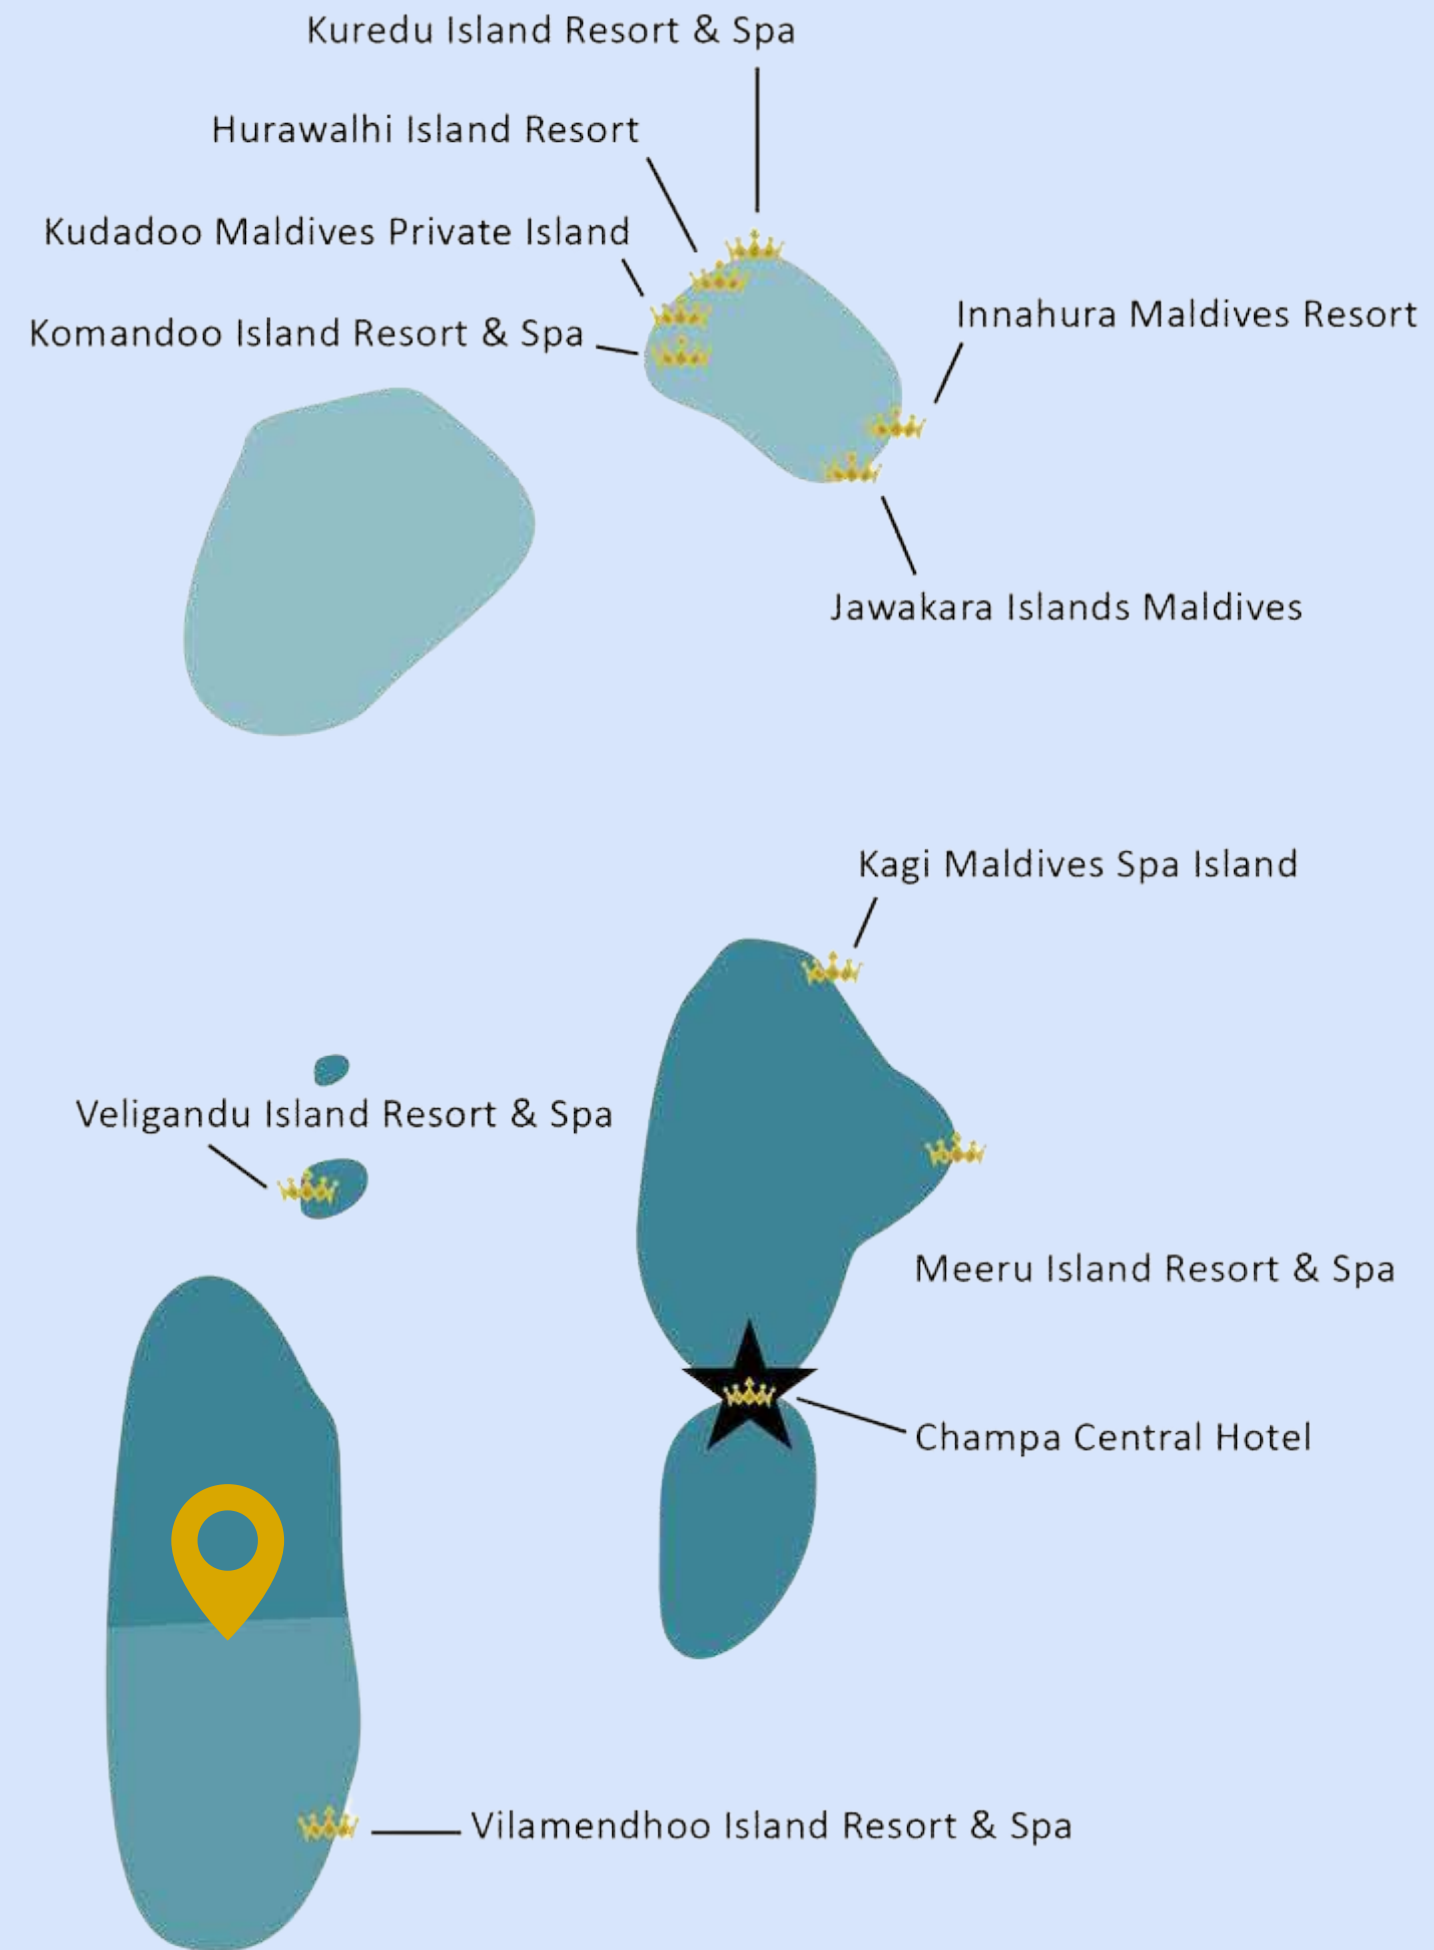 Kuredu Island Resort & Spa
Hurawalhi Island Resort
Kudadoo Maldives Private Island
Innahura Maldives Resort
Komandoo Island Resort & Spa
Jawakara Islands Maldives
Kagi Maldives Spa Island
Veligandu Island Resort & Spa
Meeru Island Resort & Spa
Champa Central Hotel
Vilamendhoo Island Resort & Spa